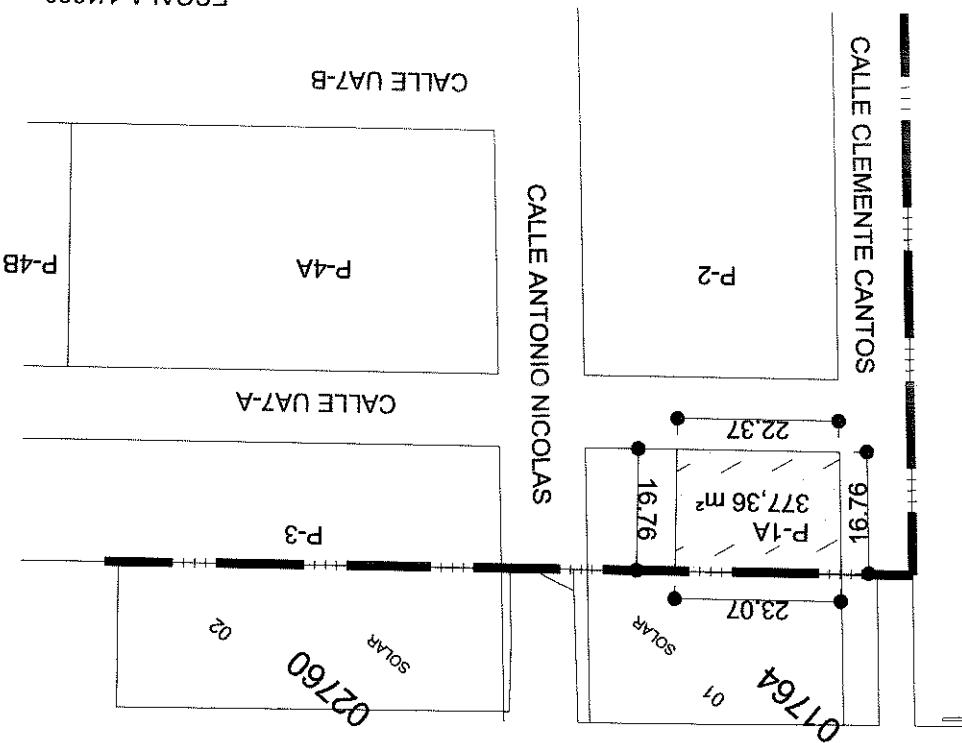 01764
01
SOLAR
02760
SOLAR
02
23.07
P-1A
377,36 m²
16.76
16.76
22.37
P-3
CALLE ANTONIO NICOLAS
CALLE UA7-A
CALLE CLEMENTE CANTOS
P-2
P-4A
P-4B
CALLE UA7-B
ESCALA